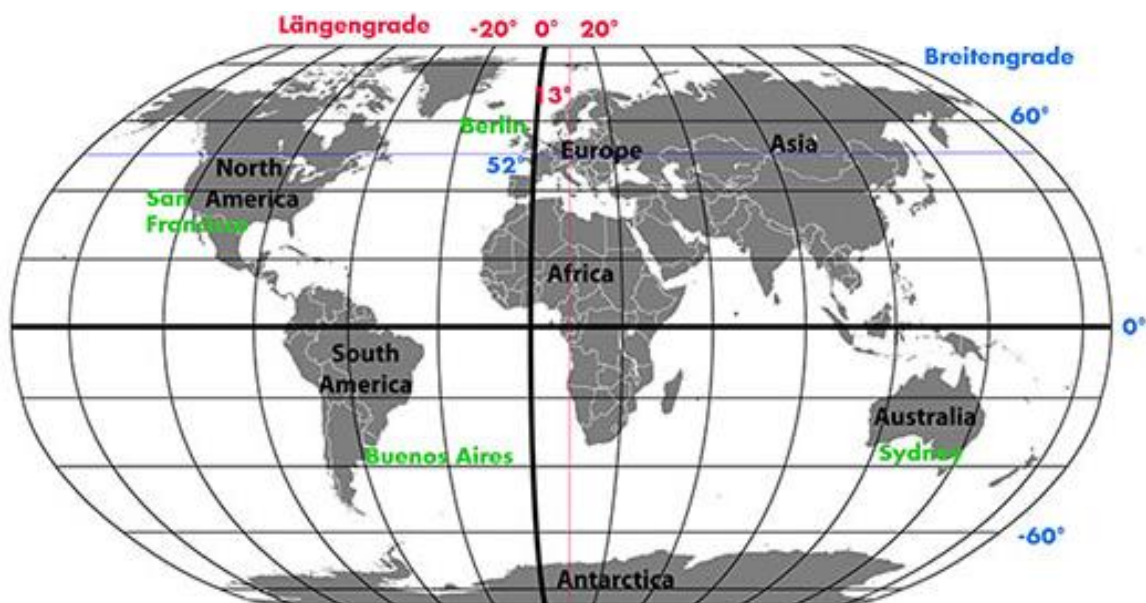 Längengrade -20° 0° 20°
Breitengrade
13°
60°
Berlin
Europe
Asia
52°
North
America
San
Francisco
Africa
0°
South
America
Australia
Buenos Aires
Sydney
-60°
Antarctica